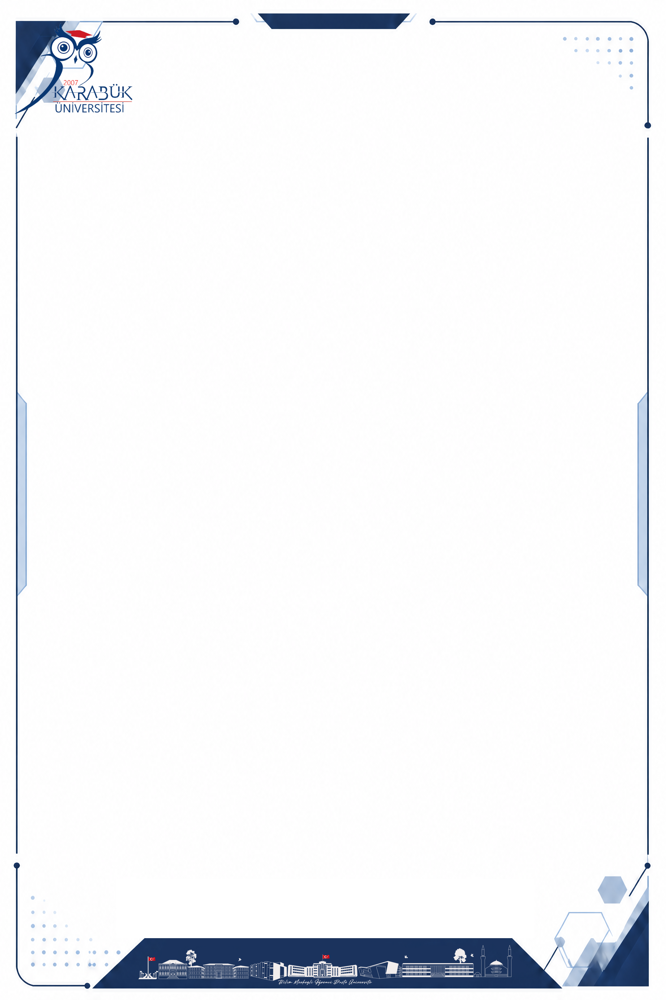 2007
KARABÜK
ÜNİVERSİTESİ
Bilim Merkezli Öğrenci Dostu Üniversite